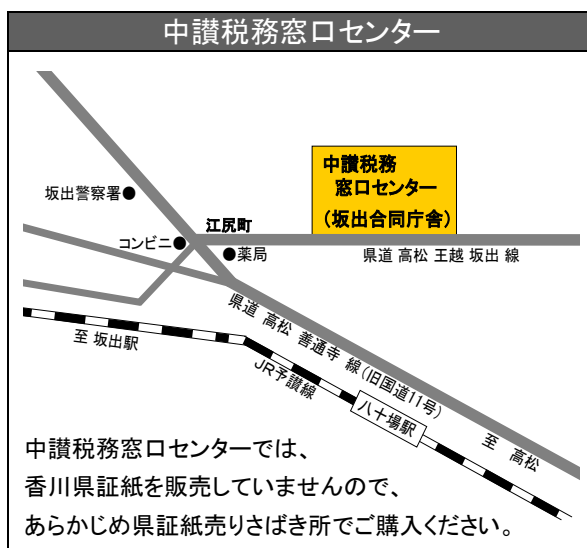 中讃税務窓口センター
中讃税務
窓口センター
(坂出合同庁舎)
坂出警察署●
江尻町
コンビニ●
●薬局
県道 高松 王越 坂出 線
県道 高松 善通寺 線(旧国道11号)
至 坂出駅
JR予讃線
八十場駅
至 高松
中讃税務窓口センターでは、
香川県証紙を販売していませんので、
あらかじめ県証紙売りさばき所でご購入ください。